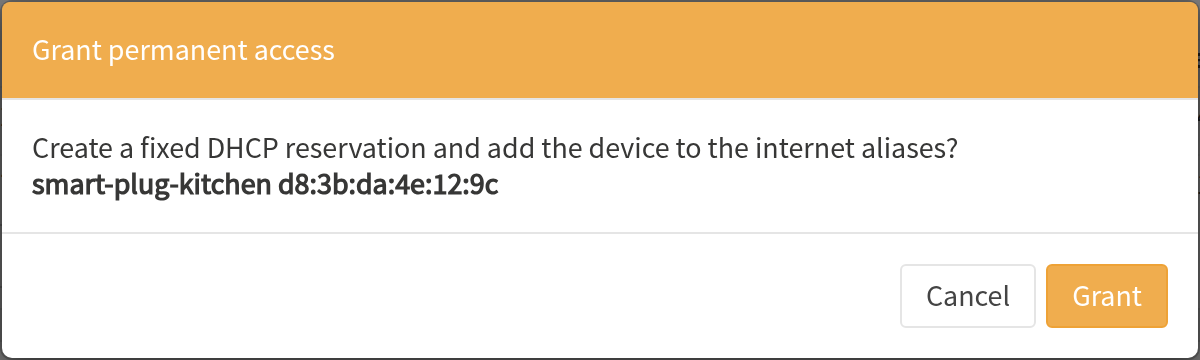 Grant permanent access
Create a fixed DHCP reservation and add the device to the internet aliases?
smart-plug-kitchen d8:3b:da:4e:12:9c
Cancel
Grant